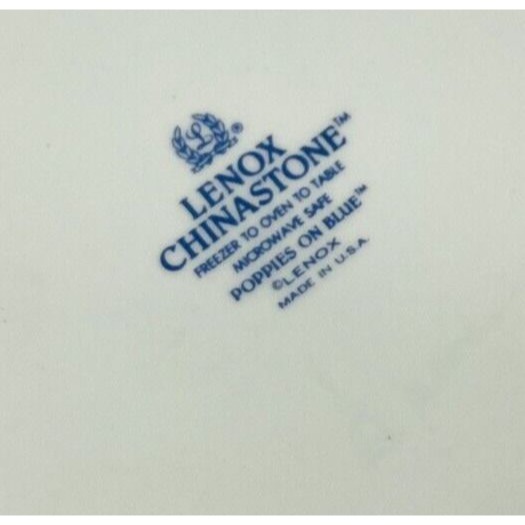 L®
LENOX
CHINASTONE™
FREEZER TO OVEN TO TABLE
MICROWAVE SAFE
POPPIES ON BLUE™
©LENOX
MADE IN U.S.A.